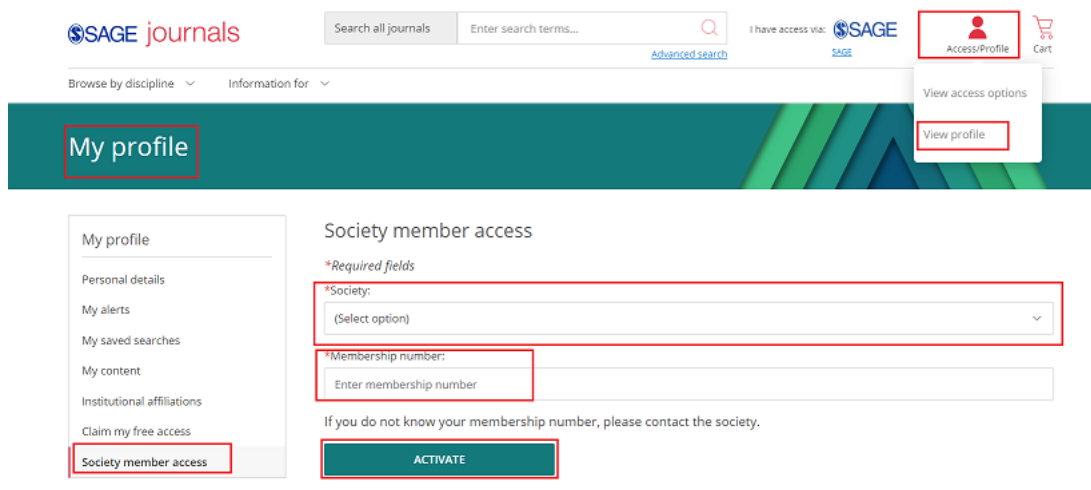 SAGE journals
Search all journals
Enter search terms...
Advanced search
I have access via:
SAGE
SAGE
Access/Profile
Cart
Browse by discipline
Information for
View access options
View profile
My profile
My profile
Personal details
My alerts
My saved searches
My content
Institutional affiliations
Claim my free access
Society member access
Society member access
*Required fields
*Society:
(Select option)
*Membership number:
Enter membership number
If you do not know your membership number, please contact the society.
ACTIVATE